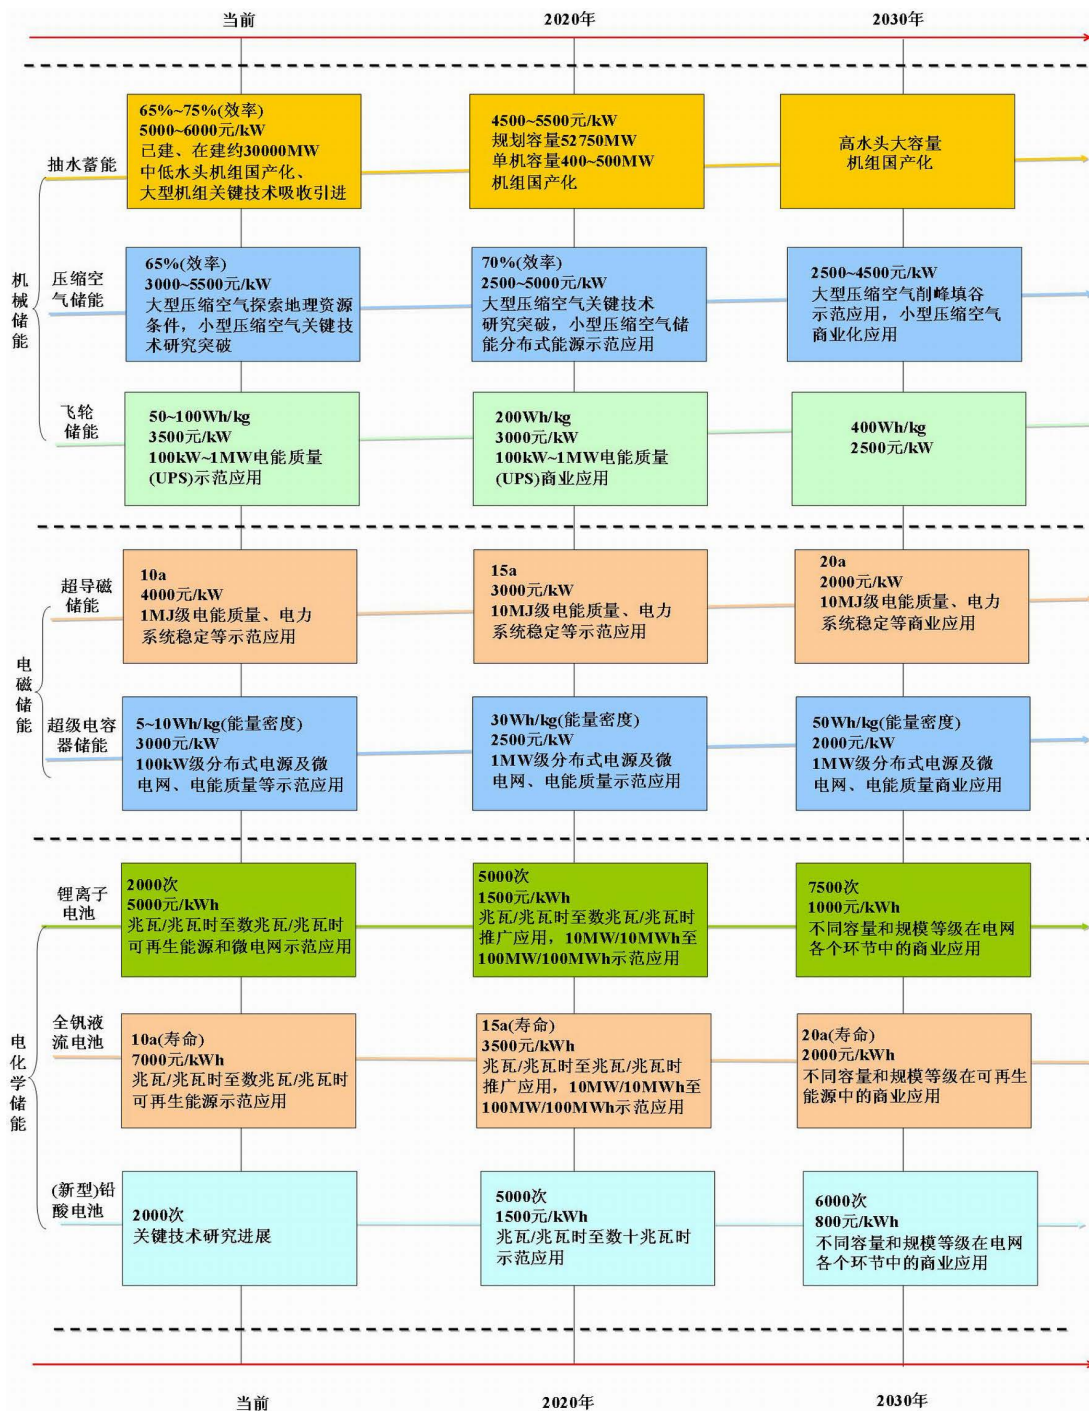 当前
2020年
2030年
机械储能
抽水蓄能
65%~75%(效率)
5000~6000元/kW
已建、在建约30000MW
中低水头机组国产化、
大型机组关键技术吸收引进
4500~5500元/kW
规划容量52750MW
单机容量400~500MW
机组国产化
高水头大容量
机组国产化
压缩空
气储能
65%(效率)
3000~5500元/kW
大型压缩空气探索地理资源
条件，小型压缩空气关键技
术研究突破
70%(效率)
2500~5000元/kW
大型压缩空气关键技术
研究突破，小型压缩空气储
能分布式能源示范应用
2500~4500元/kW
大型压缩空气削峰填谷
示范应用，小型压缩空气
商业化应用
飞轮
储能
50~100Wh/kg
3500元/kW
100kW~1MW电能质量
(UPS)示范应用
200Wh/kg
3000元/kW
100kW~1MW电能质量
(UPS)商业应用
400Wh/kg
2500元/kW
电磁储能
超导磁
储能
10a
4000元/kW
1MJ级电能质量、电力
系统稳定等示范应用
15a
3000元/kW
10MJ级电能质量、电力
系统稳定等示范应用
20a
2000元/kW
10MJ级电能质量、电力
系统稳定等商业应用
超级电容
器储能
5~10Wh/kg(能量密度)
3000元/kW
100kW级分布式电源及微
电网、电能质量等示范应用
30Wh/kg(能量密度)
2500元/kW
1MW级分布式电源及微
电网、电能质量示范应用
50Wh/kg(能量密度)
2000元/kW
1MW级分布式电源及微
电网、电能质量商业应用
电化学储能
锂离子
电池
2000次
5000元/kWh
兆瓦/兆瓦时至数兆瓦/兆瓦时
可再生能源和微电网示范应用
5000次
1500元/kWh
兆瓦/兆瓦时至数兆瓦/兆瓦时
推广应用，10MW/10MWh至
100MW/100MWh示范应用
7500次
1000元/kWh
不同容量和规模等级在电网
各个环节中的商业应用
全钒液
流电池
10a(寿命)
7000元/kWh
兆瓦/兆瓦时至数兆瓦/兆瓦时
可再生能源示范应用
15a(寿命)
3500元/kWh
兆瓦/兆瓦时至兆瓦/兆瓦时
推广应用，10MW/10MWh至
100MW/100MWh示范应用
20a(寿命)
2000元/kWh
不同容量和规模等级在可再生
能源中的商业应用
(新型)铅
酸电池
2000次
关键技术研究进展
5000次
1500元/kWh
兆瓦/兆瓦时至数十兆瓦时
示范应用
6000次
800元/kWh
不同容量和规模等级在电网
各个环节中的商业应用
当前
2020年
2030年